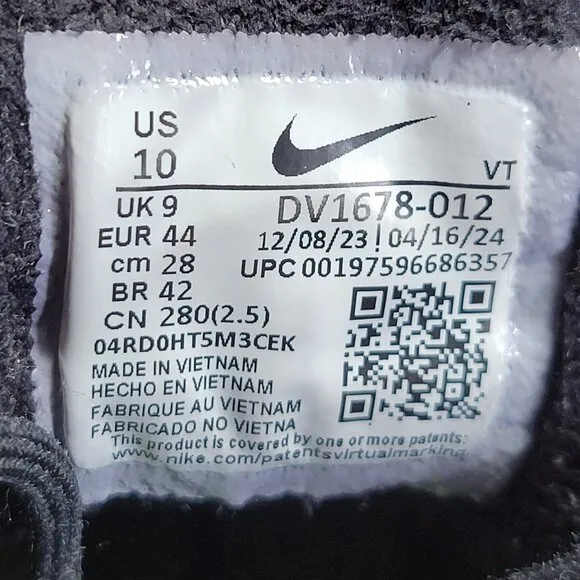 US
10
VT
UK 9
DV1678-012
EUR 44
12/08/23 | 04/16/24
cm 28
UPC 00197596686357
BR 42
CN 280(2.5)
04RD0HT5M3CEK
MADE IN VIETNAM
HECHO EN VIETNAM
FABRIQUE AU VIETNAM
FABRICADO NO VIETNA
This product is covered by one or more patents:
www.nike.com/patentsvirtualmarking